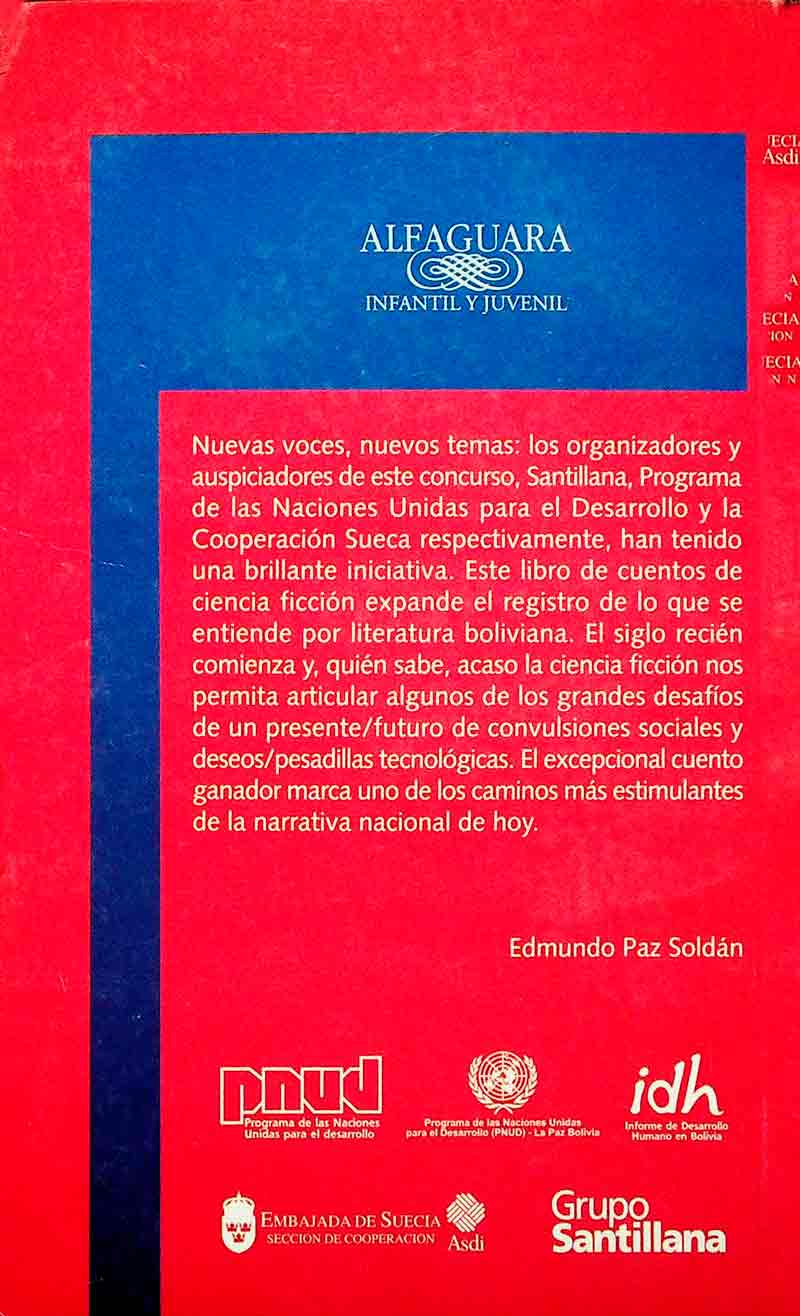 ALFAGUARA
INFANTIL Y JUVENIL
Nuevas voces, nuevos temas: los organizadores y
auspiciadores de este concurso, Santillana, Programa
de las Naciones Unidas para el Desarrollo y la
Cooperación Sueca respectivamente, han tenido
una brillante iniciativa. Este libro de cuentos de
ciencia ficción expande el registro de lo que se
entiende por literatura boliviana. El siglo recién
comienza y, quién sabe, acaso la ciencia ficción nos
permita articular algunos de los grandes desafíos
de un presente/futuro de convulsiones sociales y
deseos/pesadillas tecnológicas. El excepcional cuento
ganador marca uno de los caminos más estimulantes
de la narrativa nacional de hoy.
Edmundo Paz Soldán
pnud
Programa de las Naciones
Unidas para el desarrollo
Programa de las Naciones Unidas
para el Desarrollo (PNUD) - La Paz Bolivia
idh
Informe de Desarrollo
Humano en Bolivia
EMBAJADA DE SUECIA
SECCION DE COOPERACION
Asdi
Grupo
Santillana
Asdi